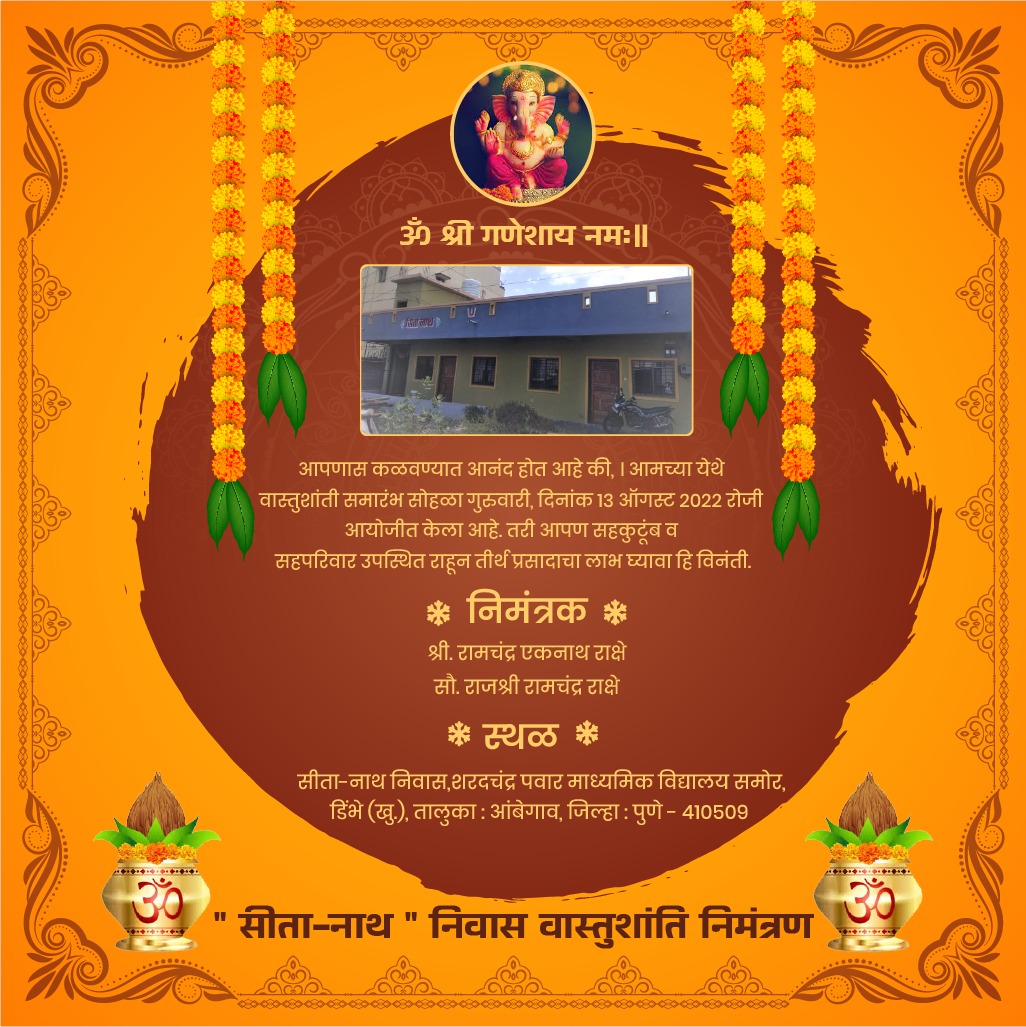 ॐ श्री गणेशाय नमः॥
सिता नाथ
आपणास कळवण्यात आनंद होत आहे की, । आमच्या येथे
वास्तुशांती समारंभ सोहळा गुरुवारी, दिनांक 13 ऑगस्ट 2022 रोजी
आयोजीत केला आहे. तरी आपण सहकुटूंब व
सहपरिवार उपस्थित राहून तीर्थ प्रसादाचा लाभ घ्यावा हि विनंती.
❄ निमंत्रक ❄
श्री. रामचंद्र एकनाथ राक्षे
सौ. राजश्री रामचंद्र राक्षे
❄ स्थळ ❄
सीता-नाथ निवास,शरदचंद्र पवार माध्यमिक विद्यालय समोर,
डिंभे (खु.), तालुका : आंबेगाव, जिल्हा : पुणे - 410509
ॐ
ॐ
" सीता-नाथ " निवास वास्तुशांति निमंत्रण